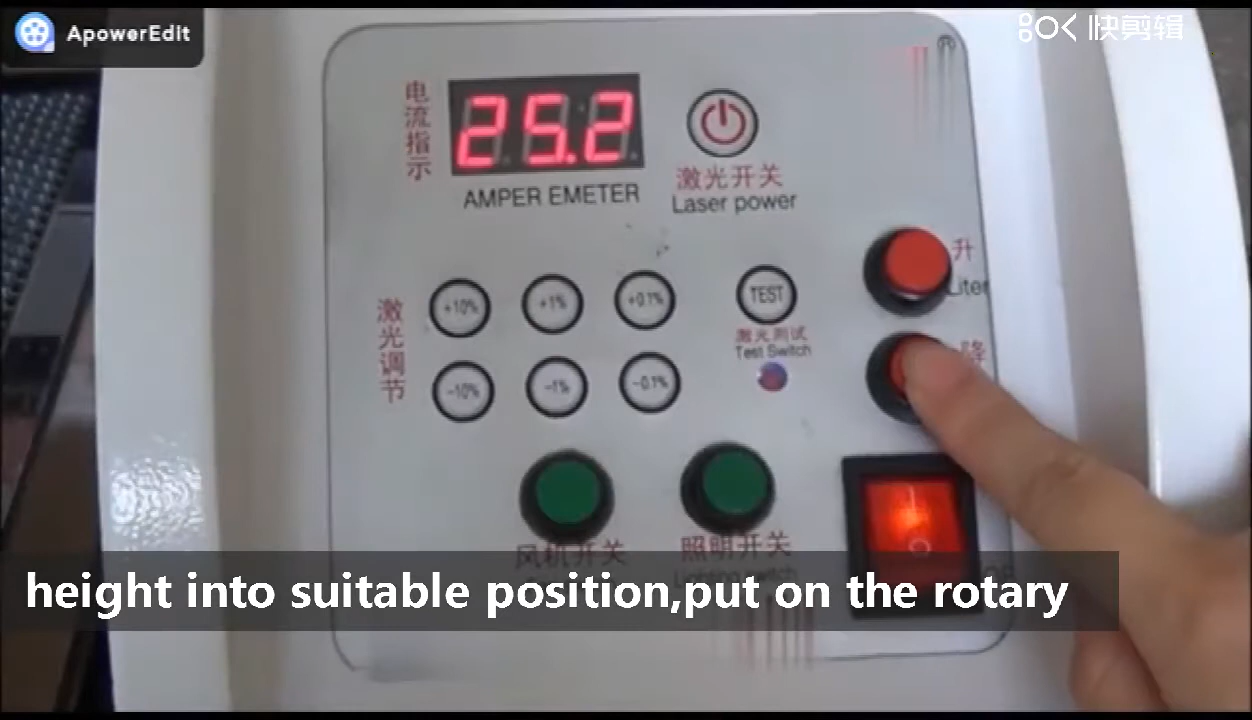 ApowerEdit
快剪辑
电流指示
25.2
AMPER EMETER
激光开关
Laser power
升
Liter
降
激光调节
+10%
+1%
+0.1%
TEST
激光测试
Test Switch
-10%
-1%
-0.1%
风机开关
照明开关
height into suitable position,put on the rotary